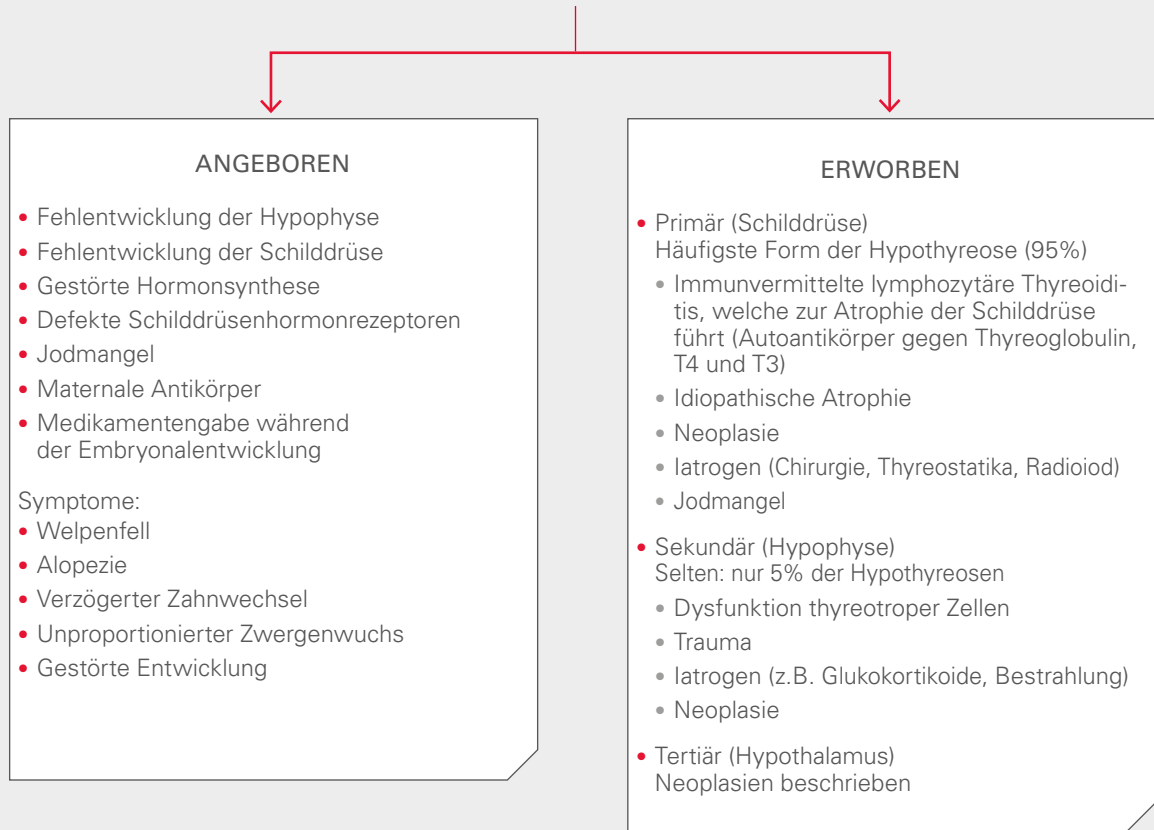 ANGEBOREN
• Fehlentwicklung der Hypophyse
• Fehlentwicklung der Schilddrüse
• Gestörte Hormonsynthese
• Defekte Schilddrüsenhormonrezeptoren
• Jodmangel
• Maternale Antikörper
• Medikamentengabe während
der Embryonalentwicklung
Symptome:
• Welpenfell
• Alopezie
• Verzögerter Zahnwechsel
• Unproportionierter Zwergenwuchs
• Gestörte Entwicklung
ERWORBEN
• Primär (Schilddrüse)
Häufigste Form der Hypothyreose (95%)
• Immunvermittelte lymphozytäre Thyreoidi-
tis, welche zur Atrophie der Schilddrüse
führt (Autoantikörper gegen Thyreoglobulin,
T4 und T3)
• Idiopathische Atrophie
• Neoplasie
• Iatrogen (Chirurgie, Thyreostatika, Radioiod)
• Jodmangel
• Sekundär (Hypophyse)
Selten: nur 5% der Hypothyreosen
• Dysfunktion thyreotroper Zellen
• Trauma
• Iatrogen (z.B. Glukokortikoide, Bestrahlung)
• Neoplasie
• Tertiär (Hypothalamus)
Neoplasien beschrieben